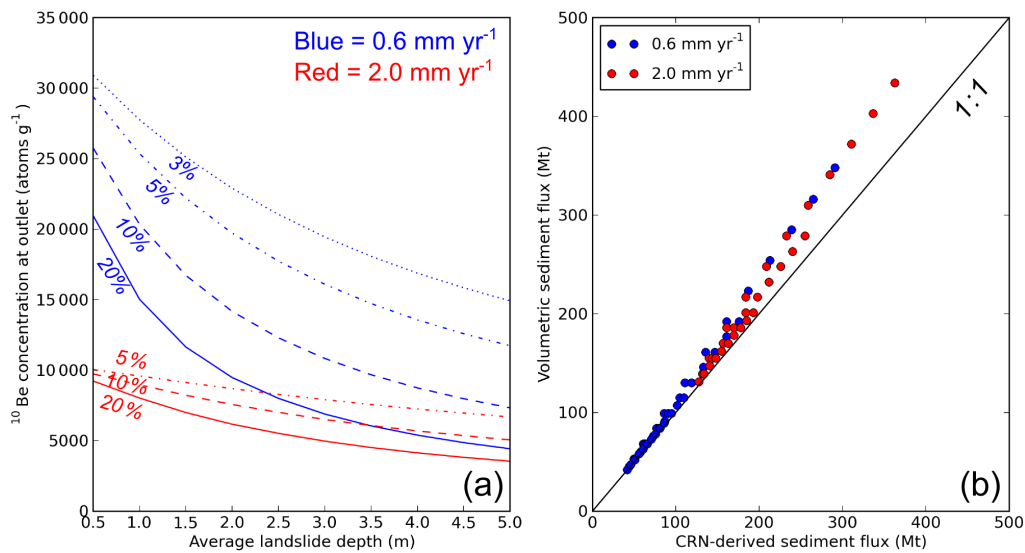 35 000
30 000
25 000
20 000
15 000
10 000
5000
0
10 Be concentration at outlet (atoms g-1 )
Blue = 0.6 mm yr-1
Red = 2.0 mm yr-1
3%
5%
10%
20%
5%
10%
20%
(a)
0.5 1.0 1.5 2.0 2.5 3.0 3.5 4.0 4.5 5.0
Average landslide depth (m)
500
400
300
200
100
0
Volumetric sediment flux (Mt)
0.6 mm yr-1
2.0 mm yr-1
1:1
(b)
0 100 200 300 400 500
CRN-derived sediment flux (Mt)